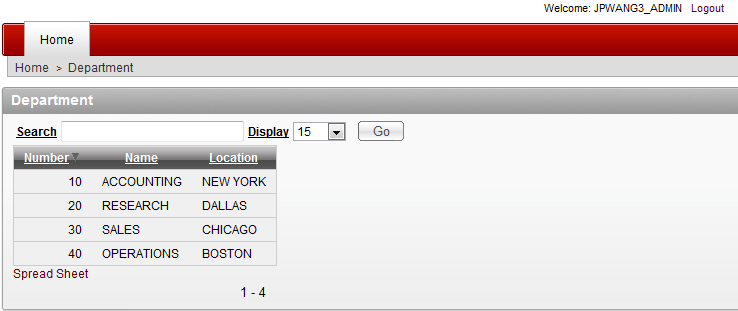 Welcome: JPWANG3_ADMIN Logout
Home
Home > Department
Department
Search Display 15 Go
Number Name Location
10 ACCOUNTING NEW YORK
20 RESEARCH DALLAS
30 SALES CHICAGO
40 OPERATIONS BOSTON
Spread Sheet
1 - 4